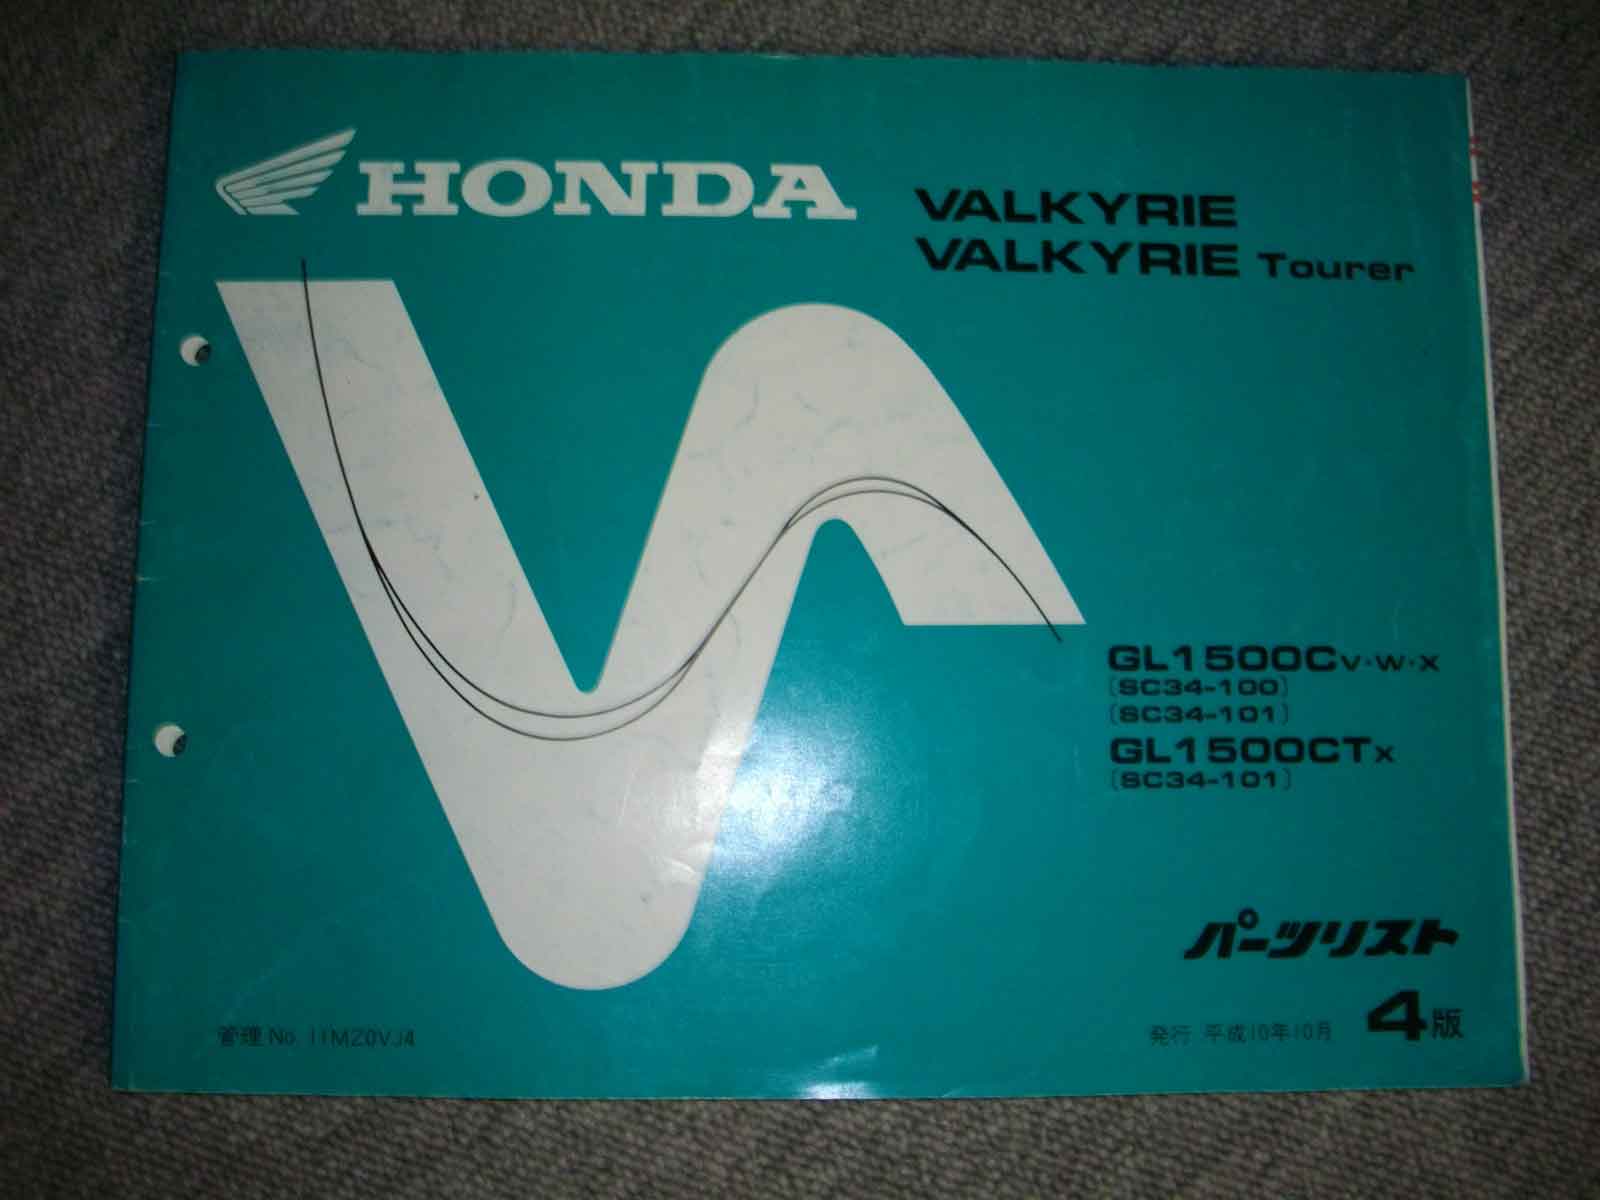 HONDA
VALKYRIE
VALKYRIE Tourer
GL1500CV·W·X
(SC34-100)
(SC34-101)
GL1500CTX
(SC34-101)
パーツリスト
管理 No. 11MZ0VJ4
発行 平成10年10月 4版